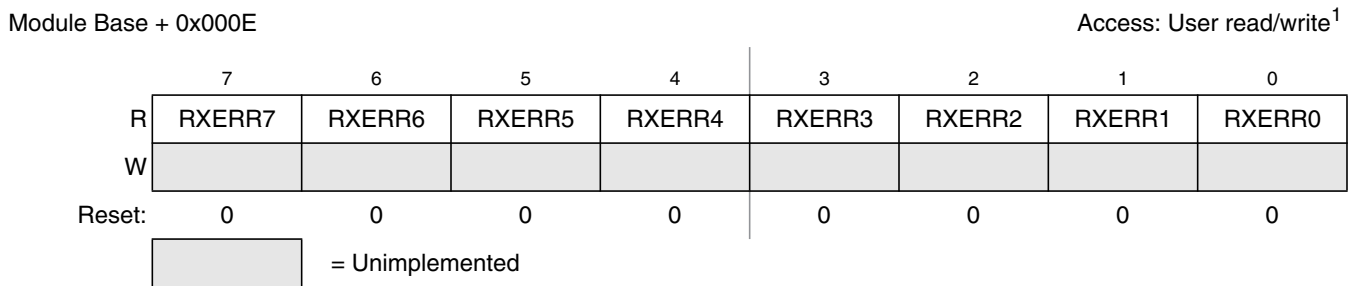 Module Base + 0x000E Access: User read/write1
7 6 5 4 3 2 1 0
R RXERR7 RXERR6 RXERR5 RXERR4 RXERR3 RXERR2 RXERR1 RXERR0
W
Reset: 0 0 0 0 0 0 0 0
= Unimplemented